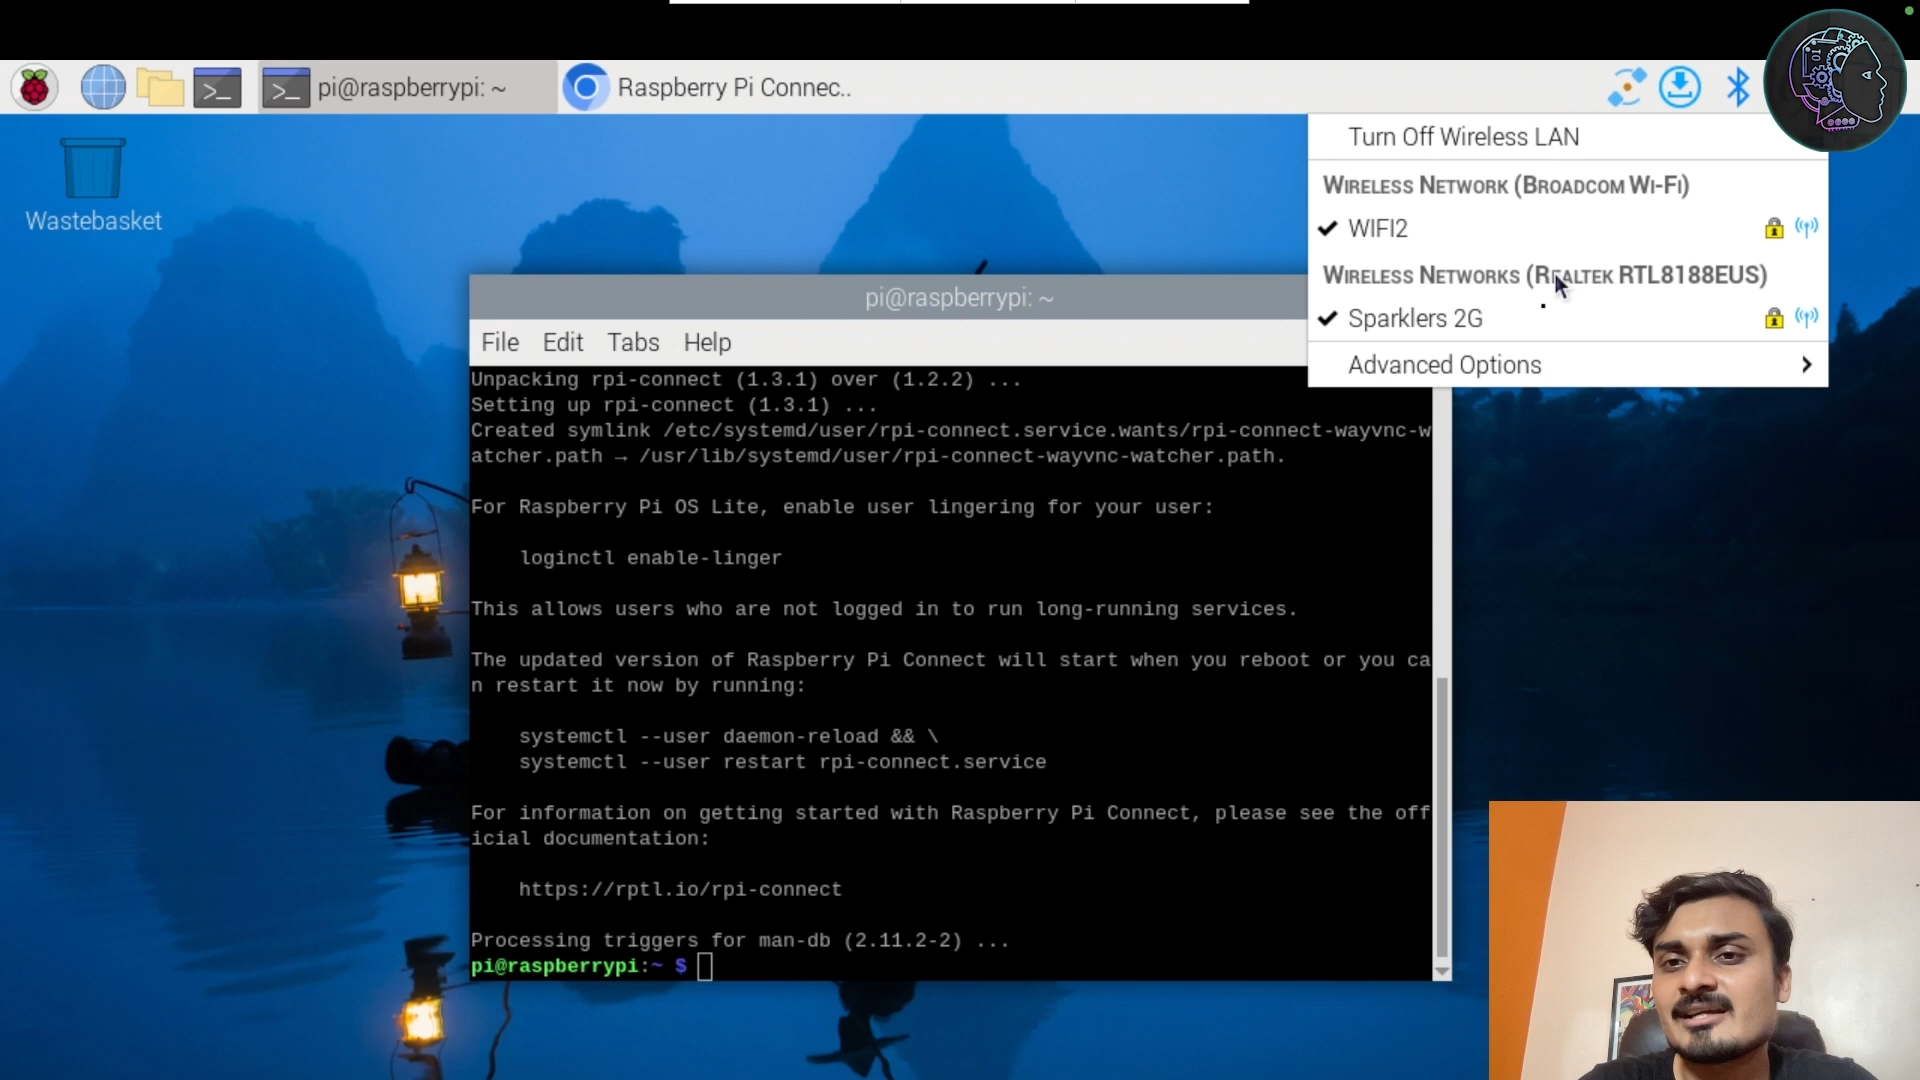 pi@raspberrypi: ~
Raspberry Pi Connec..
Turn Off Wireless LAN
Wireless Network (Broadcom Wi-Fi)
WIFI2
Wireless Networks (Realtek RTL8188EUS)
Sparklers 2G
Advanced Options
Wastebasket
pi@raspberrypi: ~
File Edit Tabs Help
Unpacking rpi-connect (1.3.1) over (1.2.2) ...
Setting up rpi-connect (1.3.1) ...
Created symlink /etc/systemd/user/rpi-connect.service.wants/rpi-connect-wayvnc-w
atcher.path → /usr/lib/systemd/user/rpi-connect-wayvnc-watcher.path.
For Raspberry Pi OS Lite, enable user lingering for your user:
loginctl enable-linger
This allows users who are not logged in to run long-running services.
The updated version of Raspberry Pi Connect will start when you reboot or you ca
n restart it now by running:
systemctl --user daemon-reload && \
systemctl --user restart rpi-connect.service
For information on getting started with Raspberry Pi Connect, please see the off
icial documentation:
https://rptl.io/rpi-connect
Processing triggers for man-db (2.11.2-2) ...
pi@raspberrypi:~ $